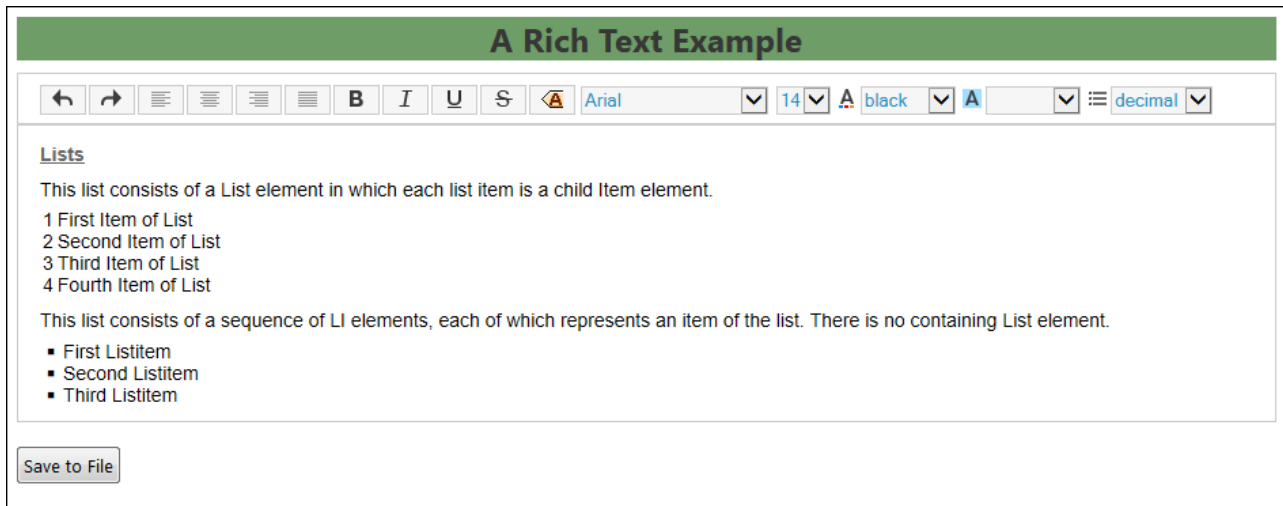 A Rich Text Example
B I U S A Arial 14 A black A decimal
Lists
This list consists of a List element in which each list item is a child Item element.
1 First Item of List
2 Second Item of List
3 Third Item of List
4 Fourth Item of List
This list consists of a sequence of LI elements, each of which represents an item of the list. There is no containing List element.
▪ First Listitem
▪ Second Listitem
▪ Third Listitem
Save to File